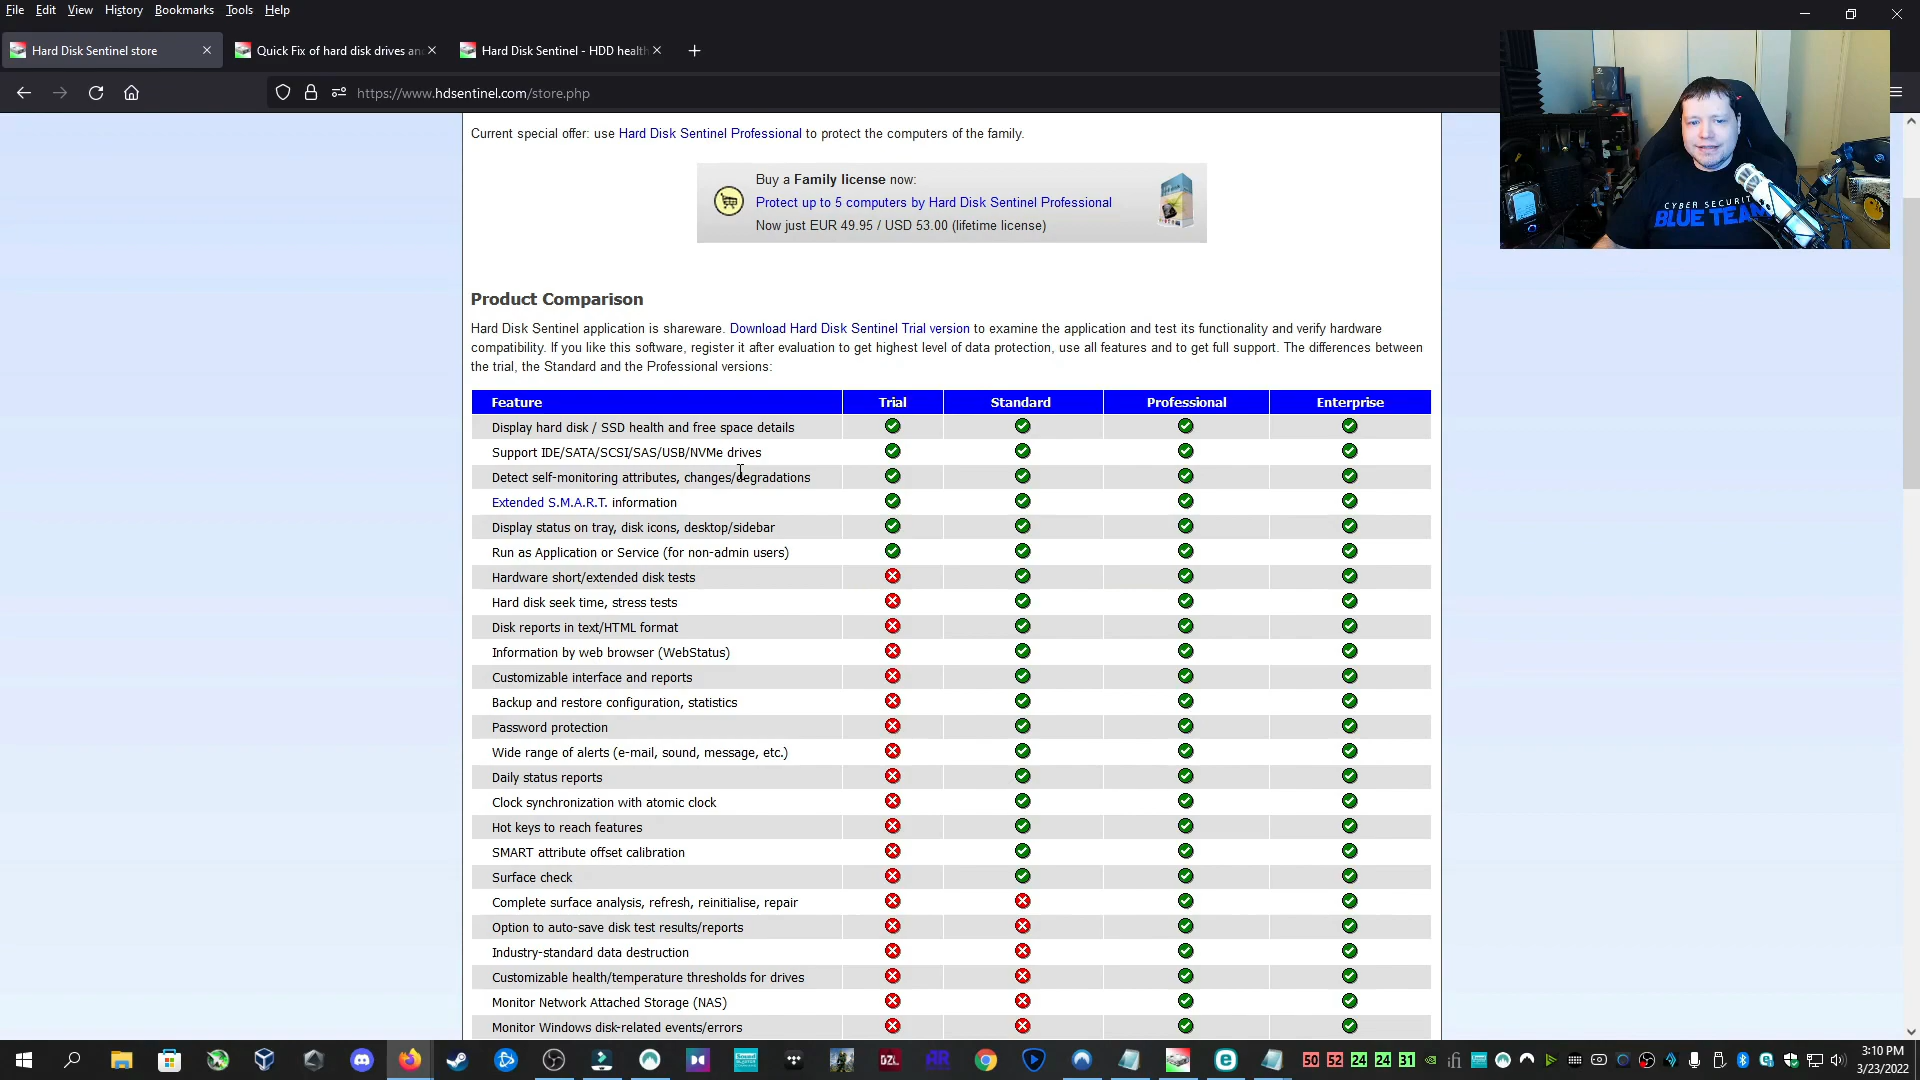 File Edit View History Bookmarks Tools Help
Hard Disk Sentinel store
Quick Fix of hard disk drives an
Hard Disk Sentinel - HDD healt
https://www.hdsentinel.com/store.php
Current special offer: use Hard Disk Sentinel Professional to protect the computers of the family.
Buy a Family license now:
Protect up to 5 computers by Hard Disk Sentinel Professional
Now just EUR 49.95 / USD 53.00 (lifetime license)
CYBER SECURIT
BLUE TEAM
Product Comparison
Hard Disk Sentinel application is shareware. Download Hard Disk Sentinel Trial version to examine the application and test its functionality and verify hardware
compatibility. If you like this software, register it after evaluation to get highest level of data protection, use all features and to get full support. The differences between
the trial, the Standard and the Professional versions:
Feature Trial Standard Professional Enterprise
Display hard disk / SSD health and free space details
Support IDE/SATA/SCSI/SAS/USB/NVMe drives
Detect self-monitoring attributes, changes/degradations
Extended S.M.A.R.T. information
Display status on tray, disk icons, desktop/sidebar
Run as Application or Service (for non-admin users)
Hardware short/extended disk tests
Hard disk seek time, stress tests
Disk reports in text/HTML format
Information by web browser (WebStatus)
Customizable interface and reports
Backup and restore configuration, statistics
Password protection
Wide range of alerts (e-mail, sound, message, etc.)
Daily status reports
Clock synchronization with atomic clock
Hot keys to reach features
SMART attribute offset calibration
Surface check
Complete surface analysis, refresh, reinitialise, repair
Option to auto-save disk test results/reports
Industry-standard data destruction
Customizable health/temperature thresholds for drives
Monitor Network Attached Storage (NAS)
Monitor Windows disk-related events/errors
50 52 24 24 31
3:10 PM
3/23/2022